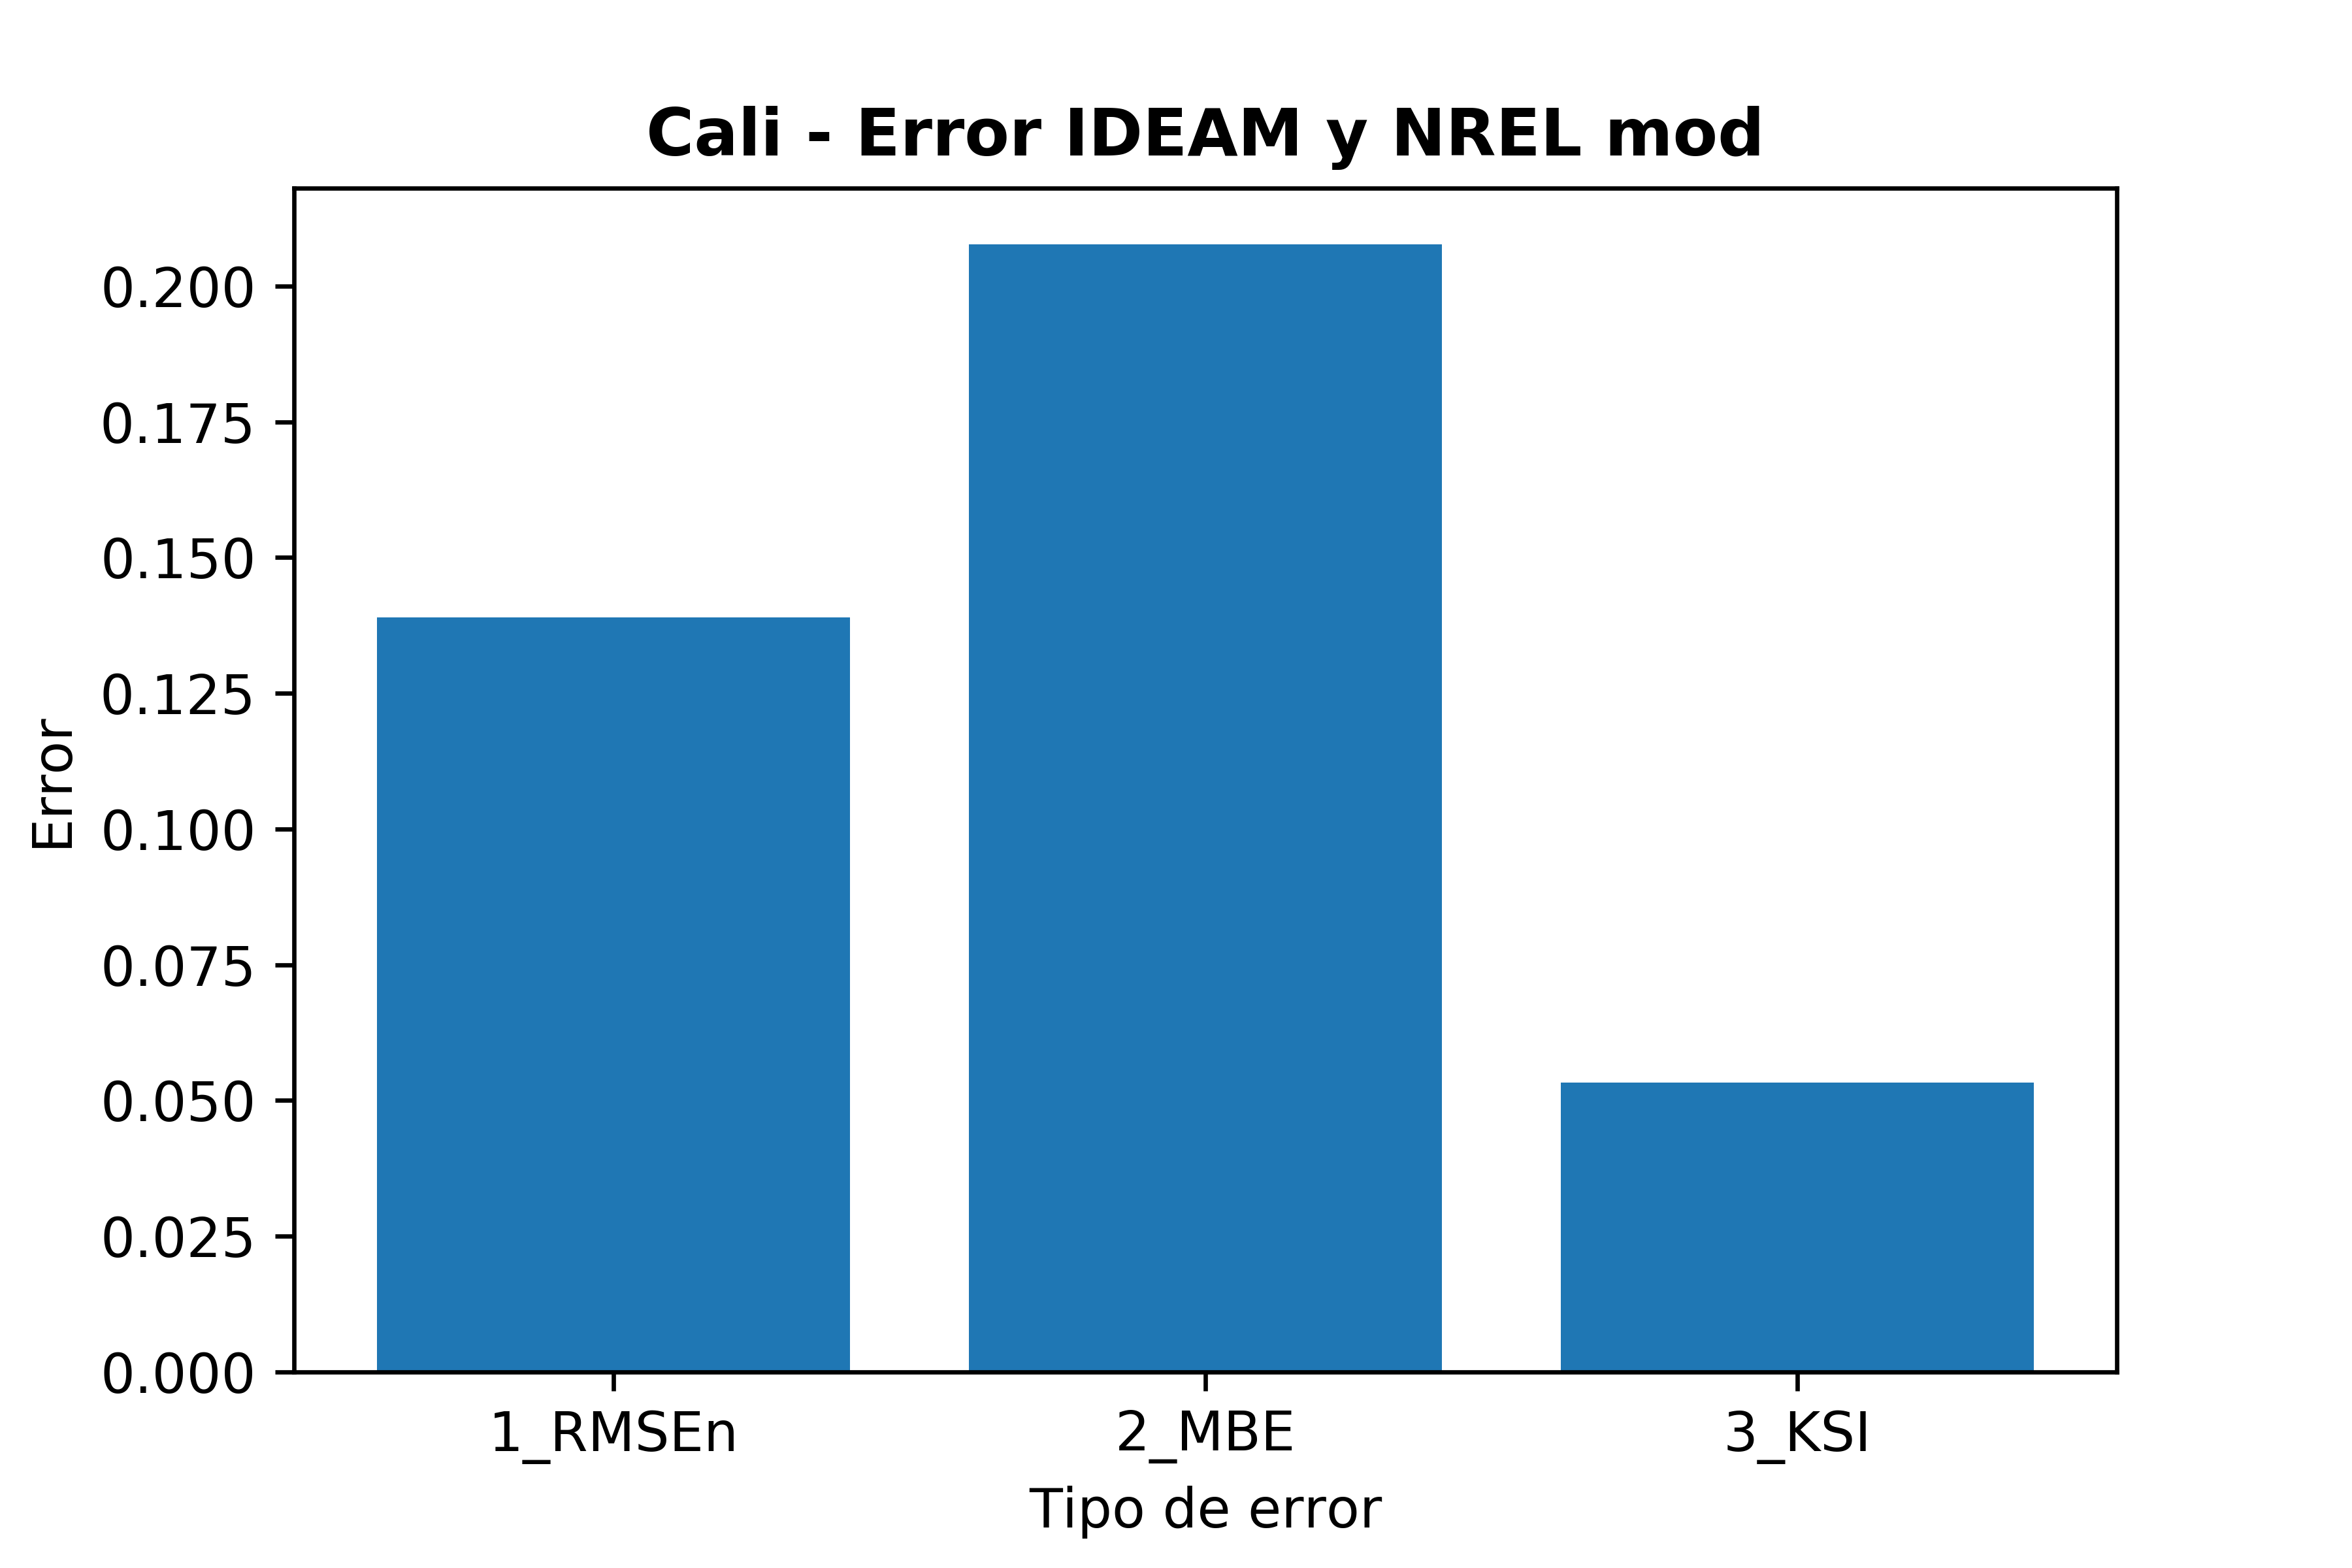 Cali - Error IDEAM y NREL mod
Error
0.200
0.175
0.150
0.125
0.100
0.075
0.050
0.025
0.000
1_RMSEn
2_MBE
3_KSI
Tipo de error